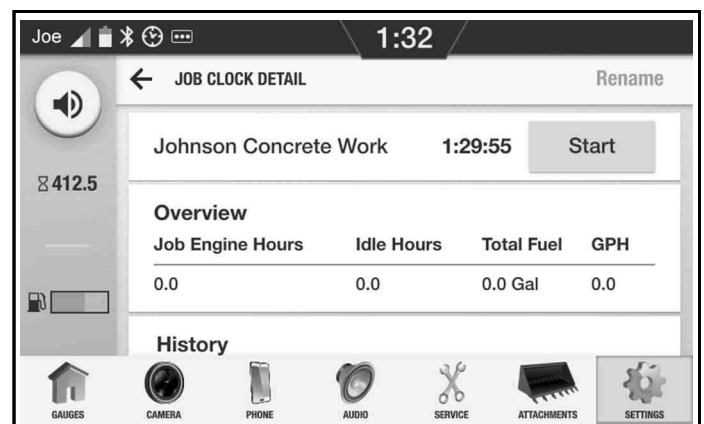 Joe 1:32
JOB CLOCK DETAIL Rename
Johnson Concrete Work 1:29:55 Start
412.5
Overview
Job Engine Hours Idle Hours Total Fuel GPH
0.0 0.0 0.0 Gal 0.0
History
GAUGES CAMERA PHONE AUDIO SERVICE ATTACHMENTS SETTINGS